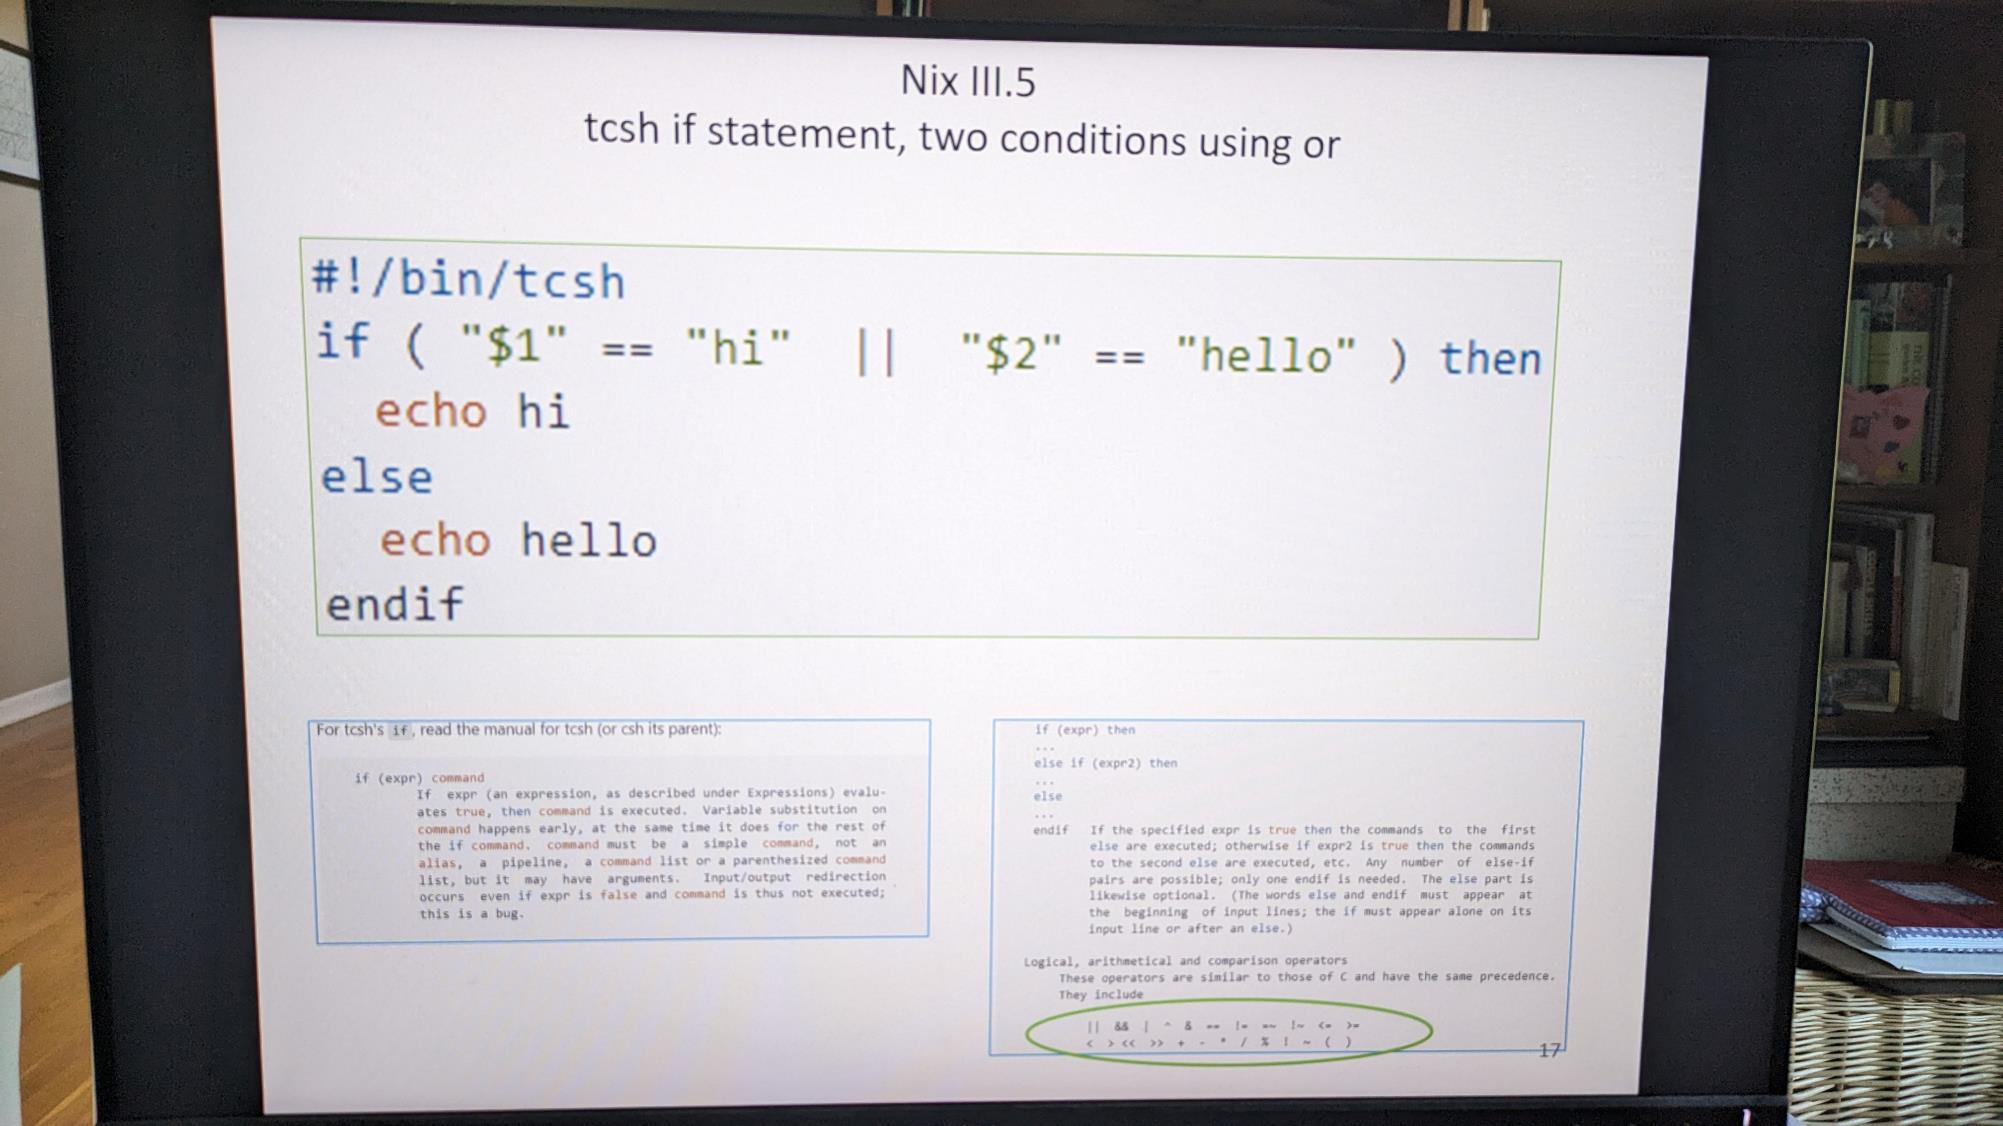 Nix III.5
tcsh if statement, two conditions using or
#!/bin/tcsh
if ( "$1" == "hi"  ||  "$2" == "hello" ) then
  echo hi
else
  echo hello
endif
For tcsh's if, read the manual for tcsh (or csh its parent):
if (expr) command
If expr (an expression, as described under Expressions) evalu-
ates true, then command is executed. Variable substitution on
command happens early, at the same time it does for the rest of
the if command. command must be a simple command, not an
alias, a pipeline, a command list or a parenthesized command
list, but it may have arguments. Input/output redirection
occurs even if expr is false and command is thus not executed;
this is a bug.
if (expr) then
...
else if (expr2) then
...
else
...
endif If the specified expr is true then the commands to the first
else are executed; otherwise if expr2 is true then the commands
to the second else are executed, etc. Any number of else-if
pairs are possible; only one endif is needed. The else part is
likewise optional. (The words else and endif must appear at
the beginning of input lines; the if must appear alone on its
input line or after an else.)
Logical, arithmetical and comparison operators
These operators are similar to those of C and have the same precedence.
They include
|| && | ^ & == != =~ !~ <= >=
< > << >> + - * / % ! ~ ( )
17